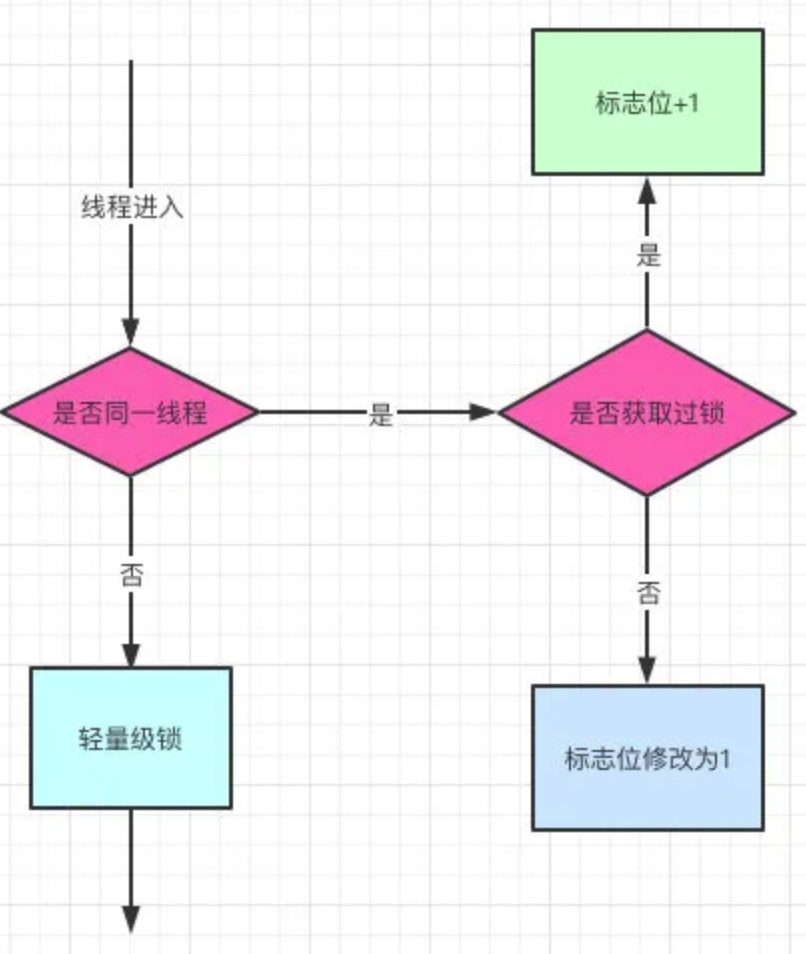 标志位+1
线程进入
是
是否同一线程
是
是否获取过锁
否
否
轻量级锁
标志位修改为1